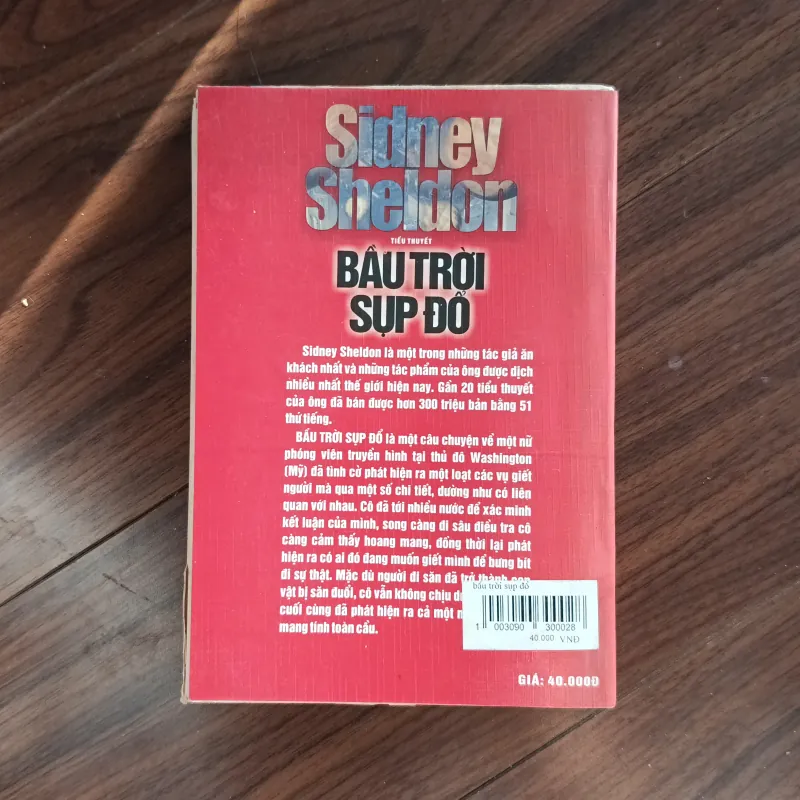 Sidney
Sheldon
TIỂU THUYẾT
BẦU TRỜI
SỤP ĐỔ
Sidney Sheldon là một trong những tác giả ăn
khách nhất và những tác phẩm của ông được dịch
nhiều nhất thế giới hiện nay. Gần 20 tiểu thuyết
của ông đã bán được hơn 300 triệu bản bằng 51
thứ tiếng.
BẦU TRỜI SỤP ĐỔ là một câu chuyện về một nữ
phóng viên truyền hình tại thủ đô Washington
(Mỹ) đã tình cờ phát hiện ra một loạt các vụ giết
người mà qua một số chi tiết, dường như có liên
quan với nhau. Cô đã tới nhiều nước để xác minh
kết luận của mình, song càng đi sâu điều tra cô
càng cảm thấy hoang mang, đồng thời lại phát
hiện ra có ai đó đang muốn giết mình để bưng bít
đi sự thật. Mặc dù người đi săn đã trở thành con
vật bị săn đuổi, cô vẫn không chịu
cuối cùng đã phát hiện ra cả một
mang tính toàn cầu.
bầu trời sụp đổ
1 003090 300028
40.000 VNĐ
GIÁ: 40.000Đ